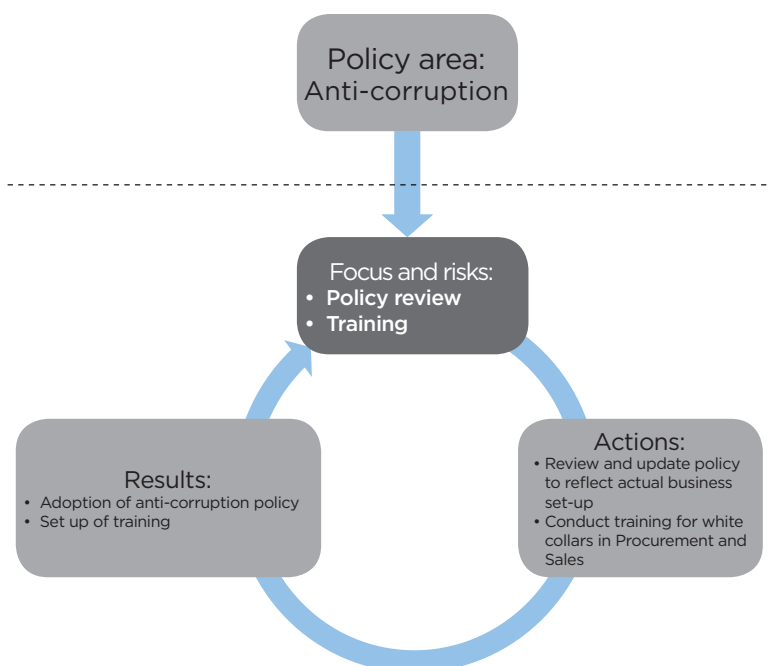 Policy area:
Anti-corruption
Focus and risks:
• Policy review
• Training
Actions:
• Review and update policy
to reflect actual business
set-up
• Conduct training for white
collars in Procurement and
Sales
Results:
• Adoption of anti-corruption policy
• Set up of training